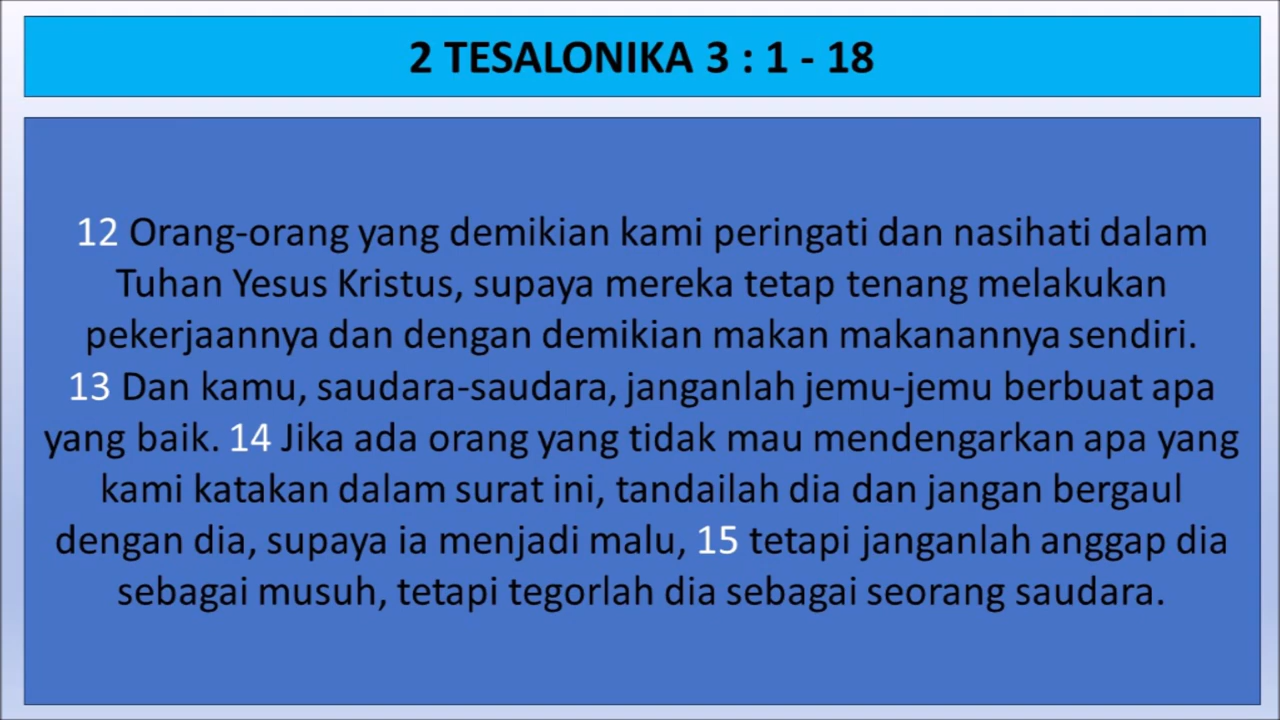 2 TESALONIKA 3 : 1 - 18
12 Orang-orang yang demikian kami peringati dan nasihati dalam
Tuhan Yesus Kristus, supaya mereka tetap tenang melakukan
pekerjaannya dan dengan demikian makan makanannya sendiri.
13 Dan kamu, saudara-saudara, janganlah jemu-jemu berbuat apa
yang baik. 14 Jika ada orang yang tidak mau mendengarkan apa yang
kami katakan dalam surat ini, tandailah dia dan jangan bergaul
dengan dia, supaya ia menjadi malu, 15 tetapi janganlah anggap dia
sebagai musuh, tetapi tegorlah dia sebagai seorang saudara.